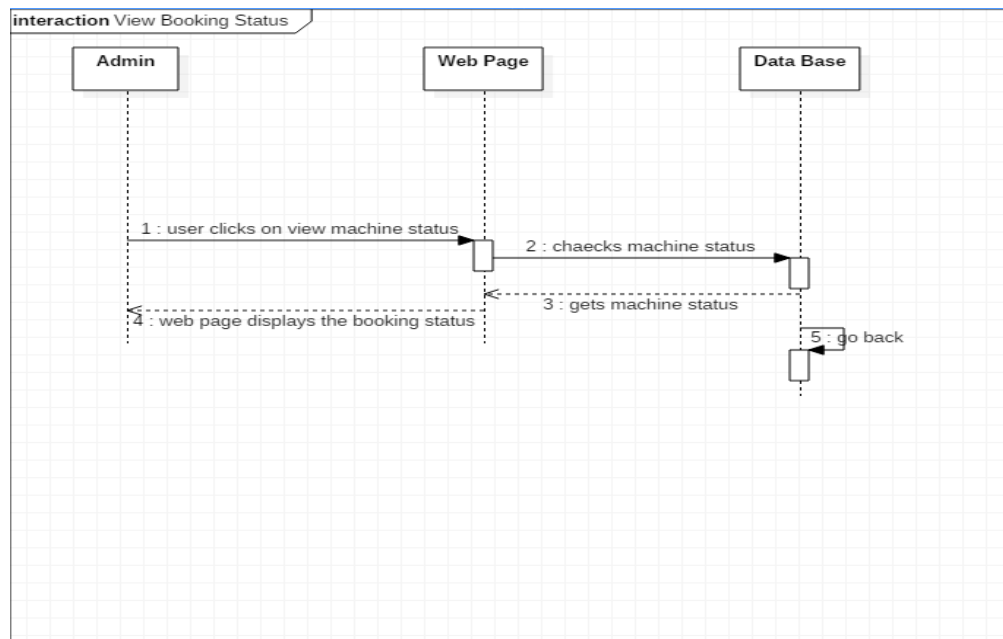 interaction View Booking Status
Admin
Web Page
Data Base
1 : user clicks on view machine status
2 : chaecks machine status
3 : gets machine status
4 : web page displays the booking status
5 : go back